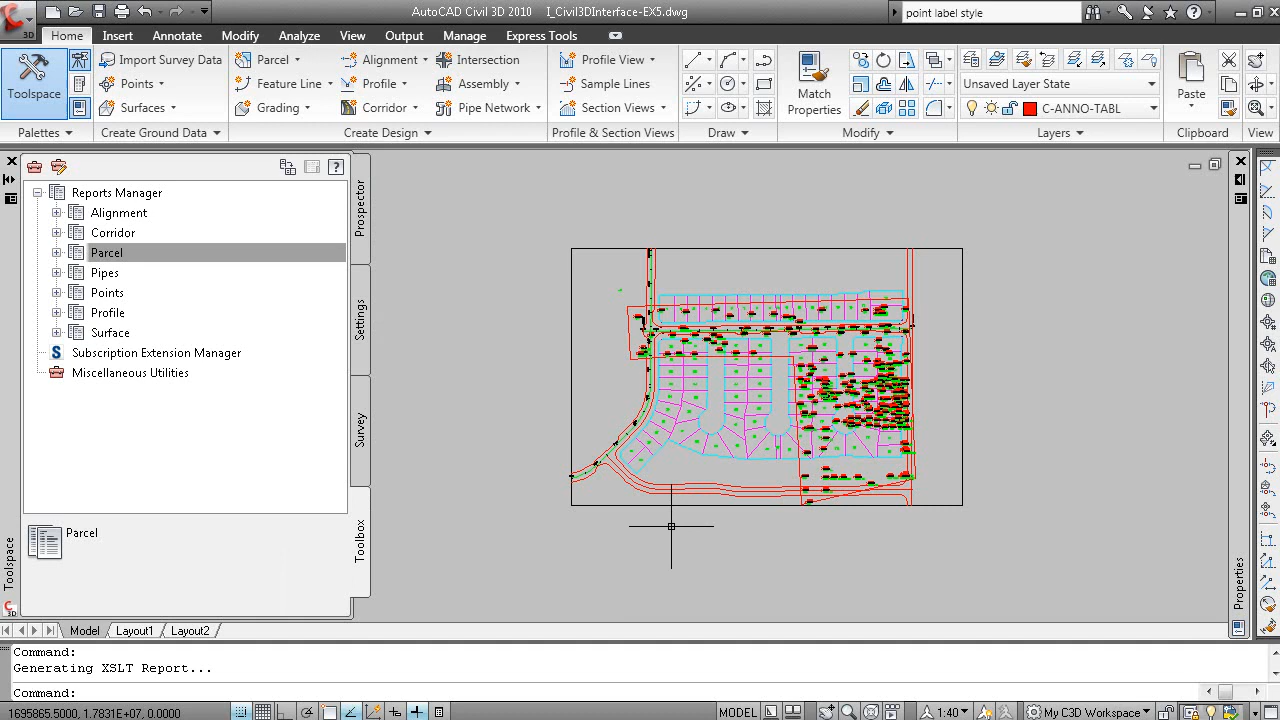 AutoCAD Civil 3D 2010 I_Civil3DInterface-EX5.dwg
point label style
3D
Home Insert Annotate Modify Analyze View Output Manage Express Tools
Toolspace
Import Survey Data
Points
Surfaces
Parcel
Feature Line
Grading
Alignment
Profile
Corridor
Intersection
Assembly
Pipe Network
Profile View
Sample Lines
Section Views
Match
Properties
Unsaved Layer State
C-ANNO-TABL
Paste
Palettes Create Ground Data Create Design Profile & Section Views Draw Modify Layers Clipboard View
Reports Manager
Alignment
Corridor
Parcel
Pipes
Points
Profile
Surface
Subscription Extension Manager
Miscellaneous Utilities
Prospector
Settings
Survey
Toolbox
Parcel
Toolspace
3D
Properties
Model Layout1 Layout2
Command:
Generating XSLT Report...
Command:
1695865.5000, 1.7831E+07, 0.0000
MODEL
1:40
My C3D Workspace